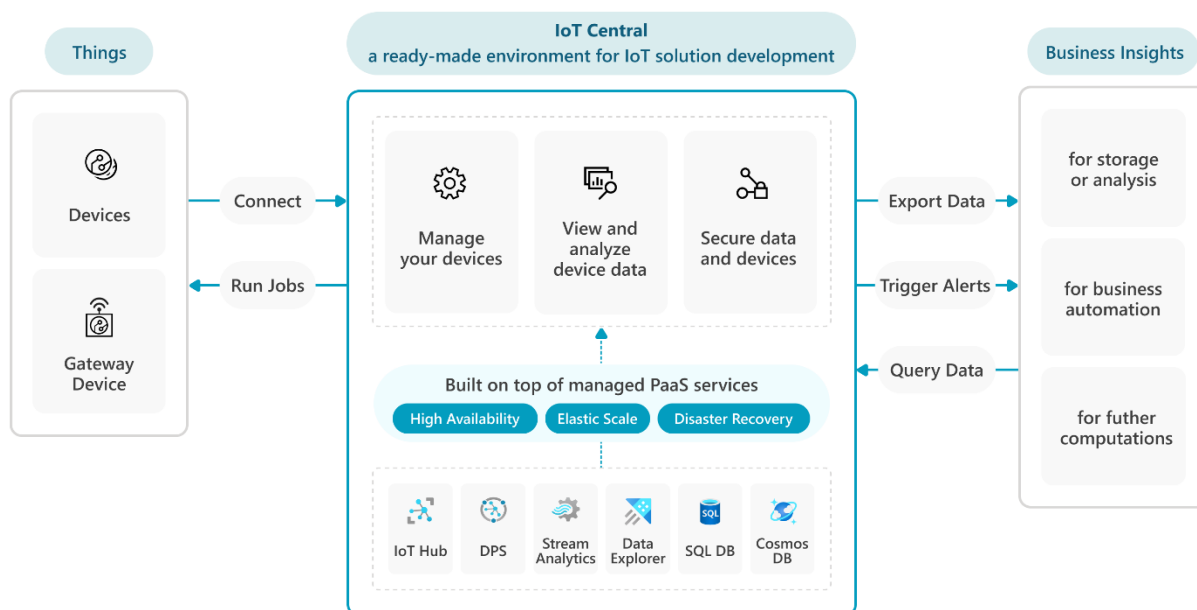 Things
Devices
Gateway
Device
Connect
Run Jobs
IoT Central
a ready-made environment for IoT solution development
Manage
your devices
View and
analyze
device data
Secure data
and devices
Built on top of managed PaaS services
High Availability
Elastic Scale
Disaster Recovery
IoT Hub
DPS
Stream
Analytics
Data
Explorer
SQL
SQL DB
Cosmos
DB
Export Data
Trigger Alerts
Query Data
Business Insights
for storage
or analysis
for business
automation
for futher
computations